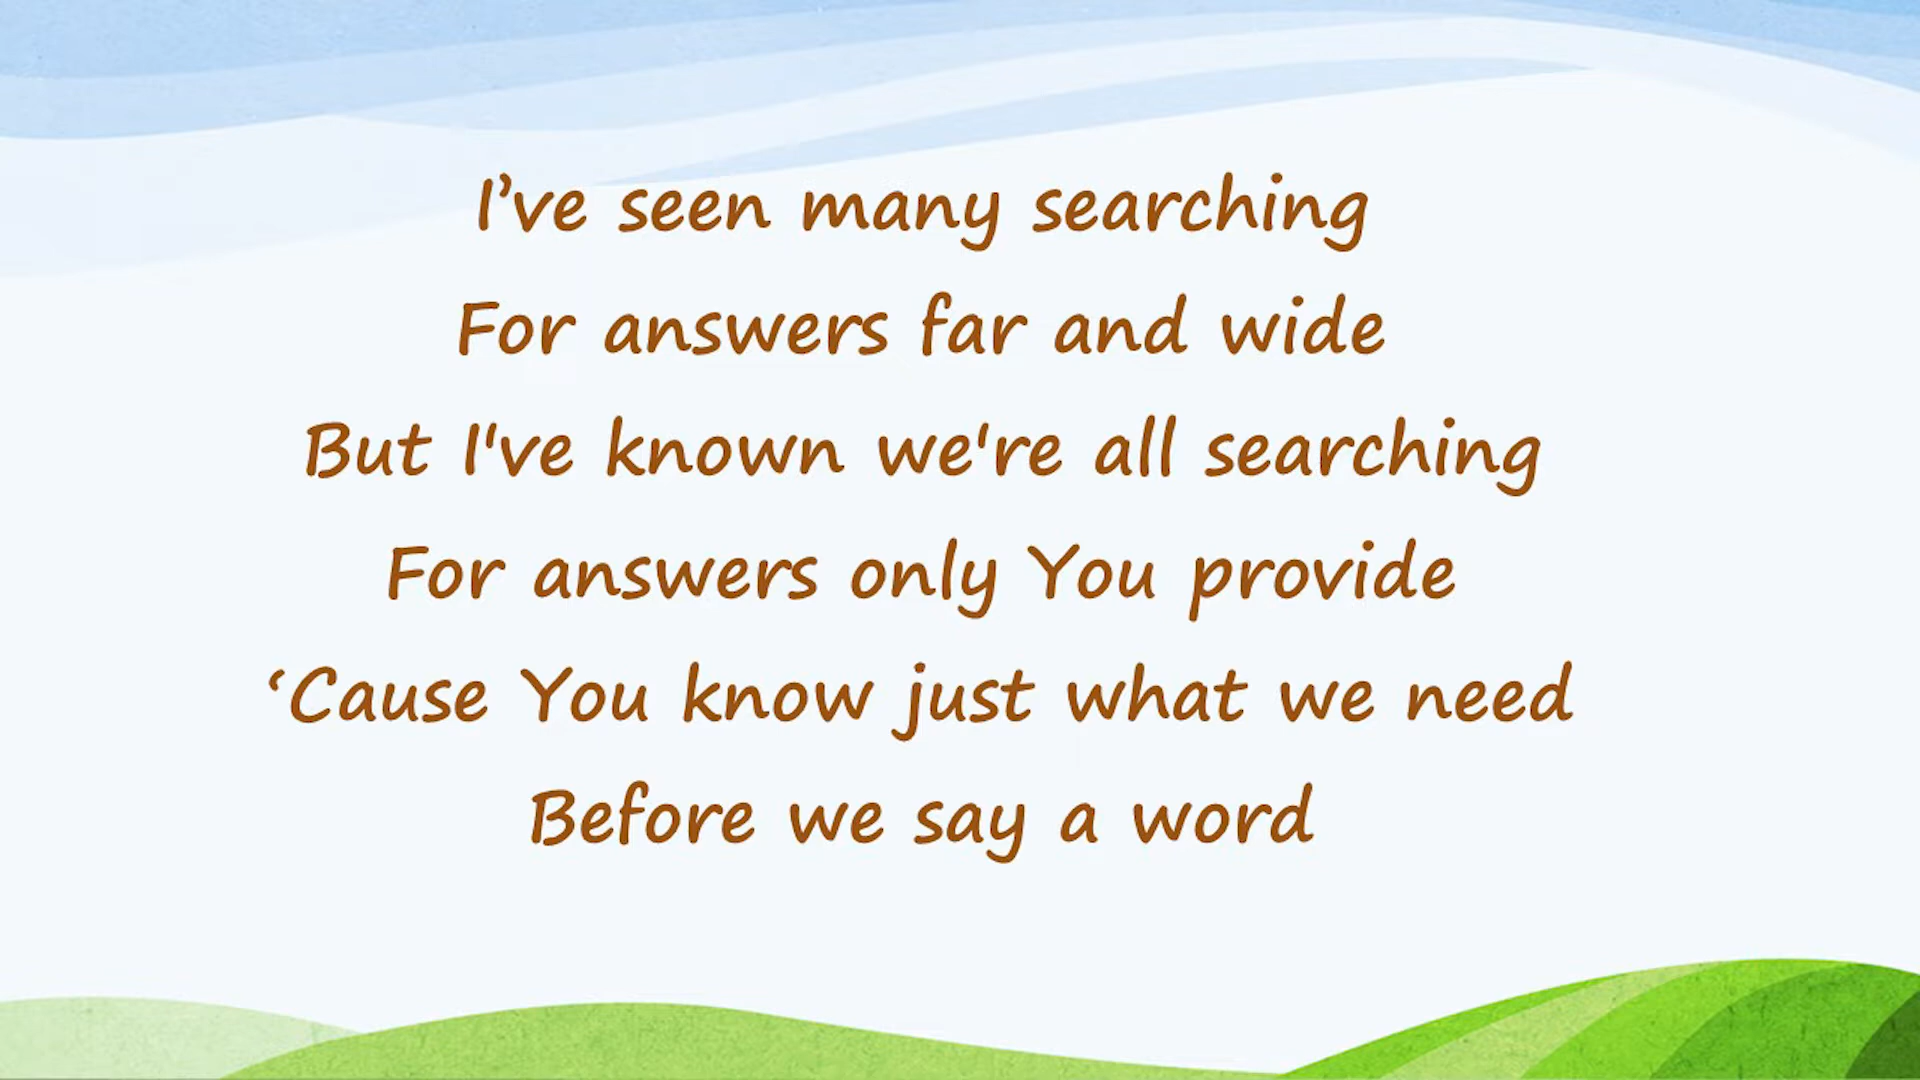 I’ve seen many searching
For answers far and wide
But I've known we're all searching
For answers only You provide
‘Cause You know just what we need
Before we say a word